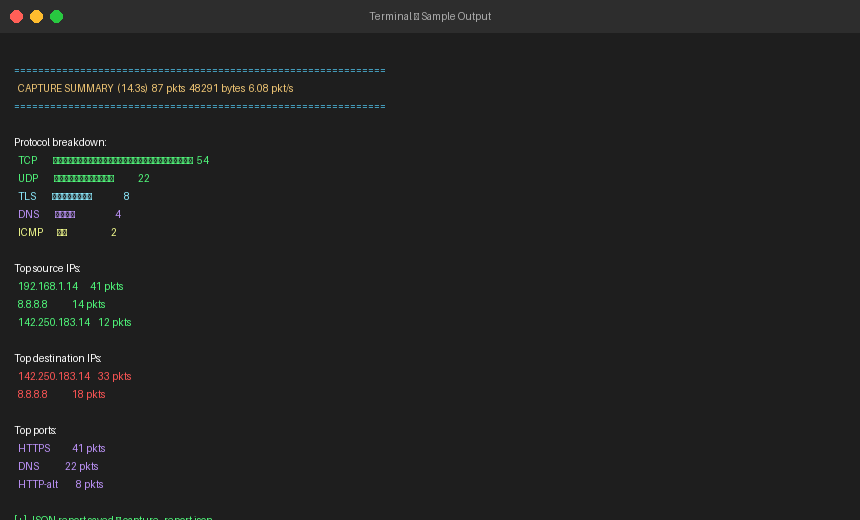 Terminal Sample Output
==============================================================
CAPTURE SUMMARY (14.3s) 87 pkts 48291 bytes 6.08 pkt/s
==============================================================
Protocol breakdown:
TCP 54
UDP 22
TLS 8
DNS 4
ICMP 2
Top source IPs:
192.168.1.14 41 pkts
8.8.8.8 14 pkts
142.250.183.14 12 pkts
Top destination IPs:
142.250.183.14 33 pkts
8.8.8.8 18 pkts
Top ports:
HTTPS 41 pkts
DNS 22 pkts
HTTP-alt 8 pkts
JSON report saved capture_report.json